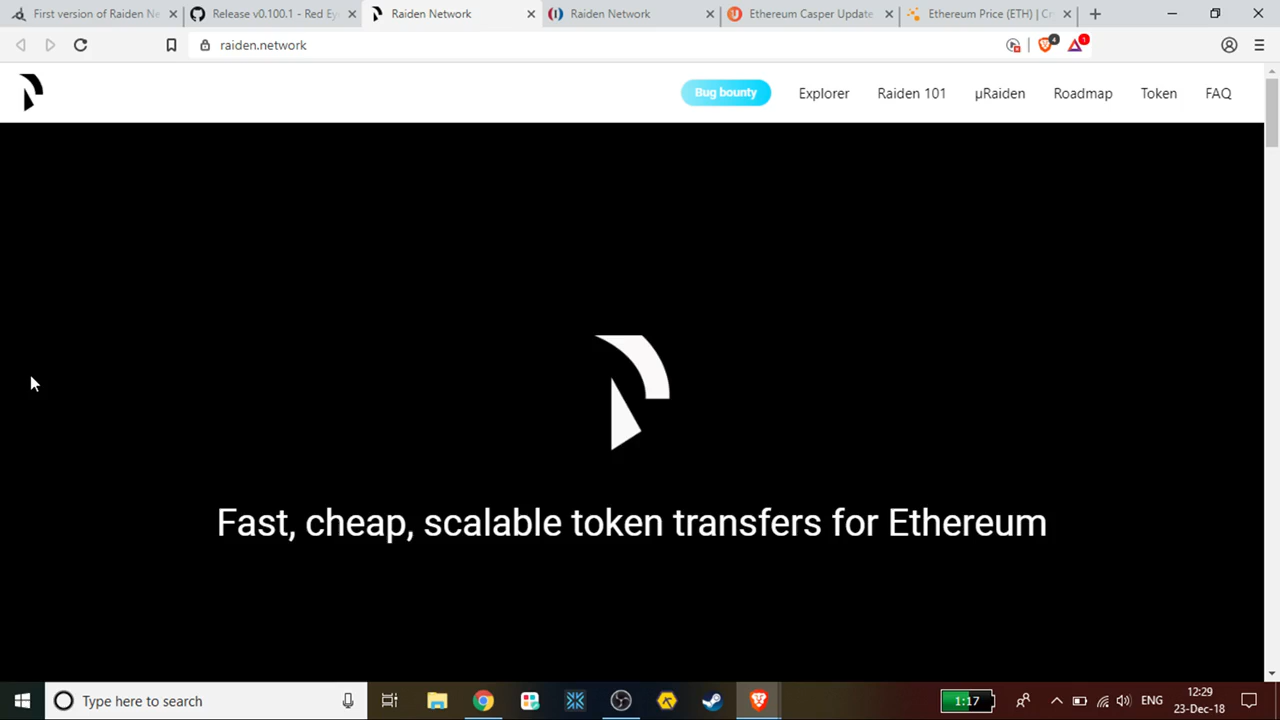 First version of Raiden Ne
Release v0.100.1 - Red Ey
Raiden Network
Raiden Network
Ethereum Casper Update
Ethereum Price (ETH) | Cr
raiden.network
4
1
Bug bounty
Explorer
Raiden 101
µRaiden
Roadmap
Token
FAQ
Fast, cheap, scalable token transfers for Ethereum
Type here to search
1:17
ENG
12:29
23-Dec-18